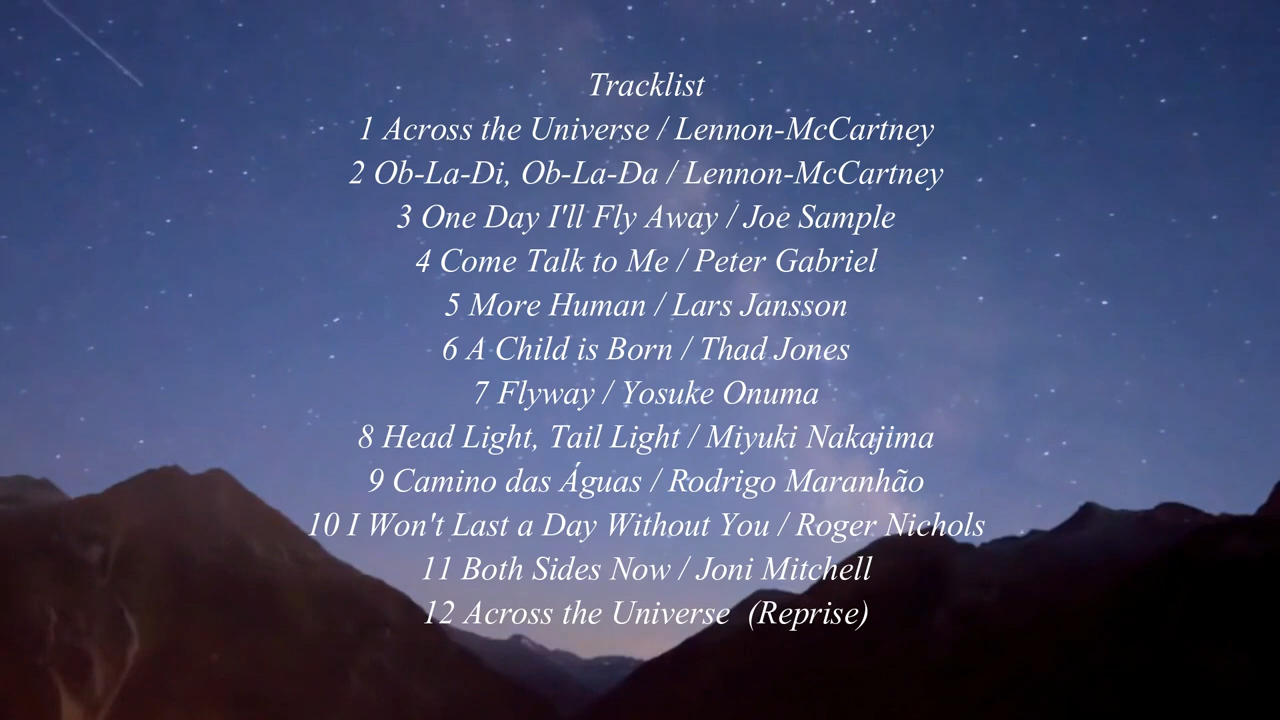 Tracklist
1 Across the Universe / Lennon-McCartney
2 Ob-La-Di, Ob-La-Da / Lennon-McCartney
3 One Day I'll Fly Away / Joe Sample
4 Come Talk to Me / Peter Gabriel
5 More Human / Lars Jansson
6 A Child is Born / Thad Jones
7 Flyway / Yosuke Onuma
8 Head Light, Tail Light / Miyuki Nakajima
9 Camino das Águas / Rodrigo Maranhão
10 I Won't Last a Day Without You / Roger Nichols
11 Both Sides Now / Joni Mitchell
12 Across the Universe  (Reprise)